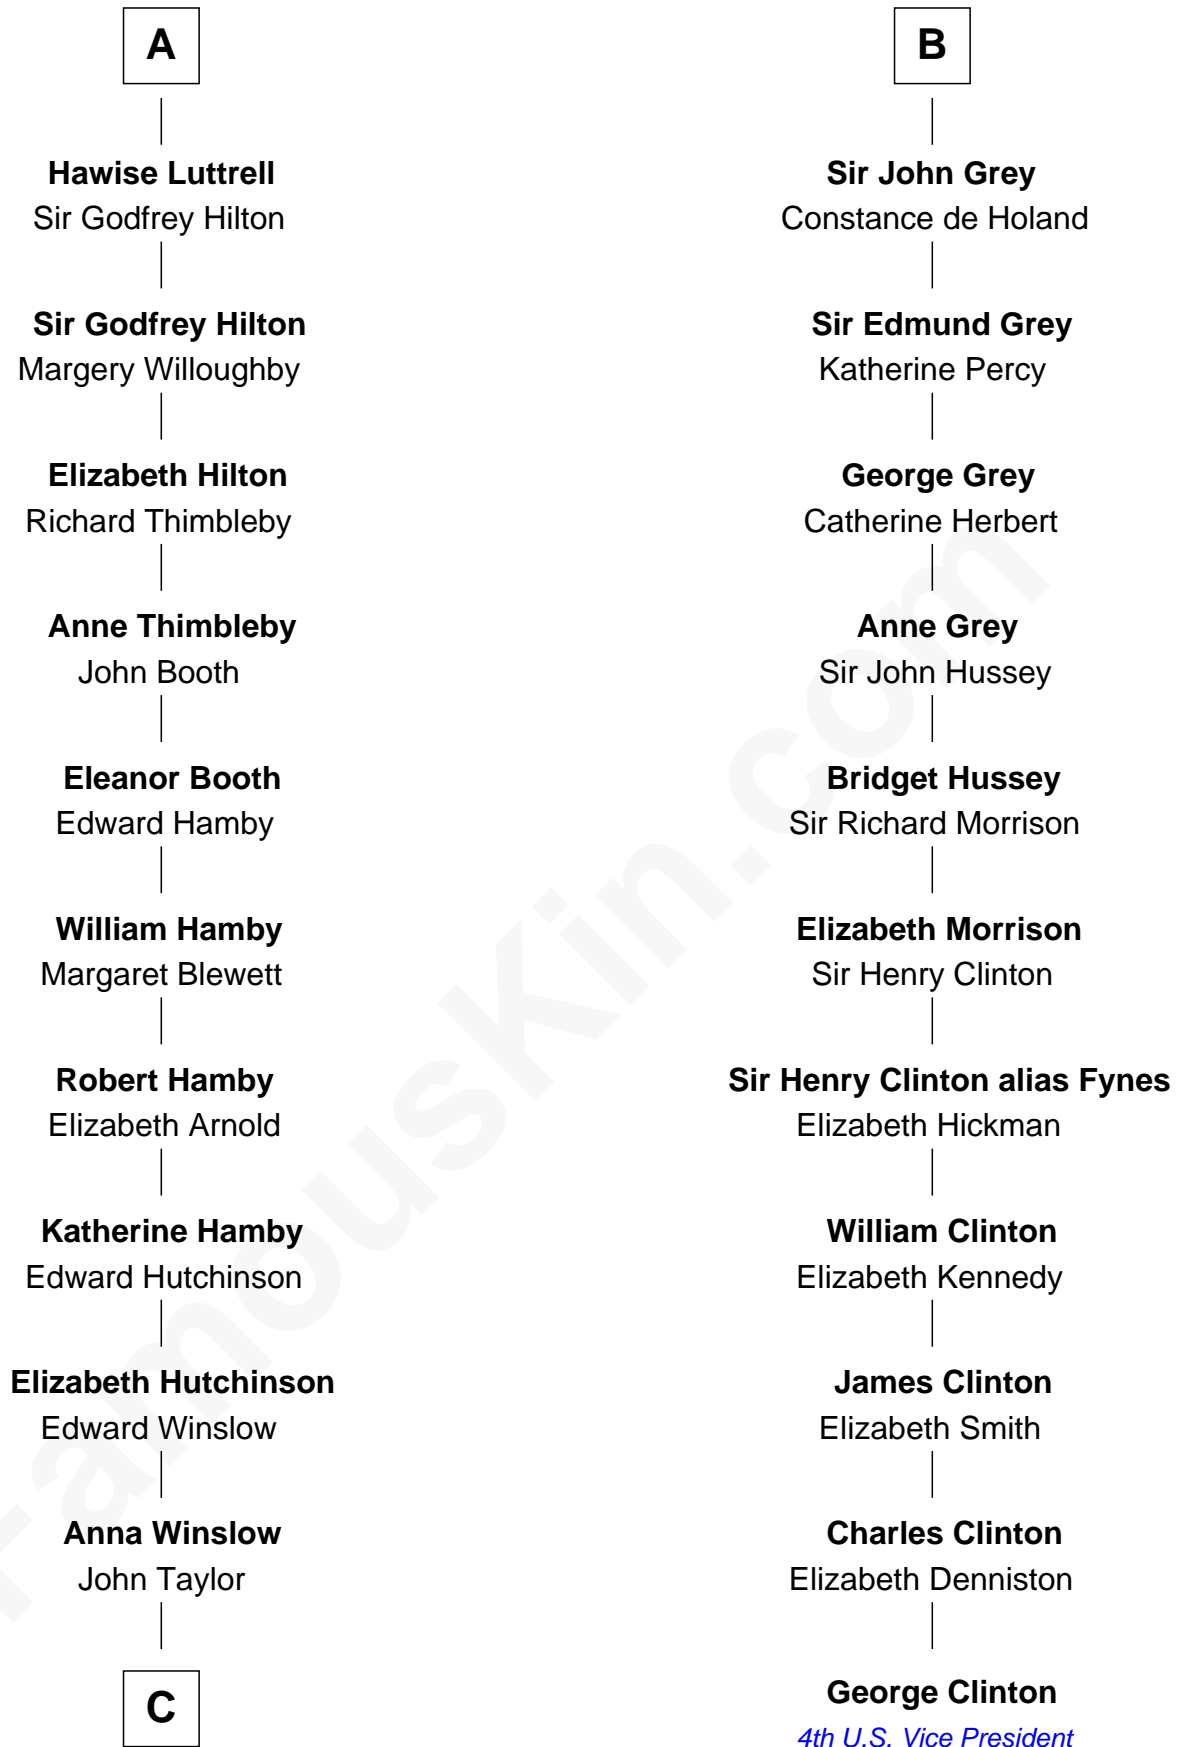 A
Hawise Luttrell
Sir Godfrey Hilton
Sir Godfrey Hilton
Margery Willoughby
Elizabeth Hilton
Richard Thimbleby
Anne Thimbleby
John Booth
Eleanor Booth
Edward Hamby
William Hamby
Margaret Blewett
Robert Hamby
Elizabeth Arnold
Katherine Hamby
Edward Hutchinson
Elizabeth Hutchinson
Edward Winslow
Anna Winslow
John Taylor
C
B
Sir John Grey
Constance de Holand
Sir Edmund Grey
Katherine Percy
George Grey
Catherine Herbert
Anne Grey
Sir John Hussey
Bridget Hussey
Sir Richard Morrison
Elizabeth Morrison
Sir Henry Clinton
Sir Henry Clinton alias Fynes
Elizabeth Hickman
William Clinton
Elizabeth Kennedy
James Clinton
Elizabeth Smith
Charles Clinton
Elizabeth Denniston
George Clinton
4th U.S. Vice President
FamousKin.com